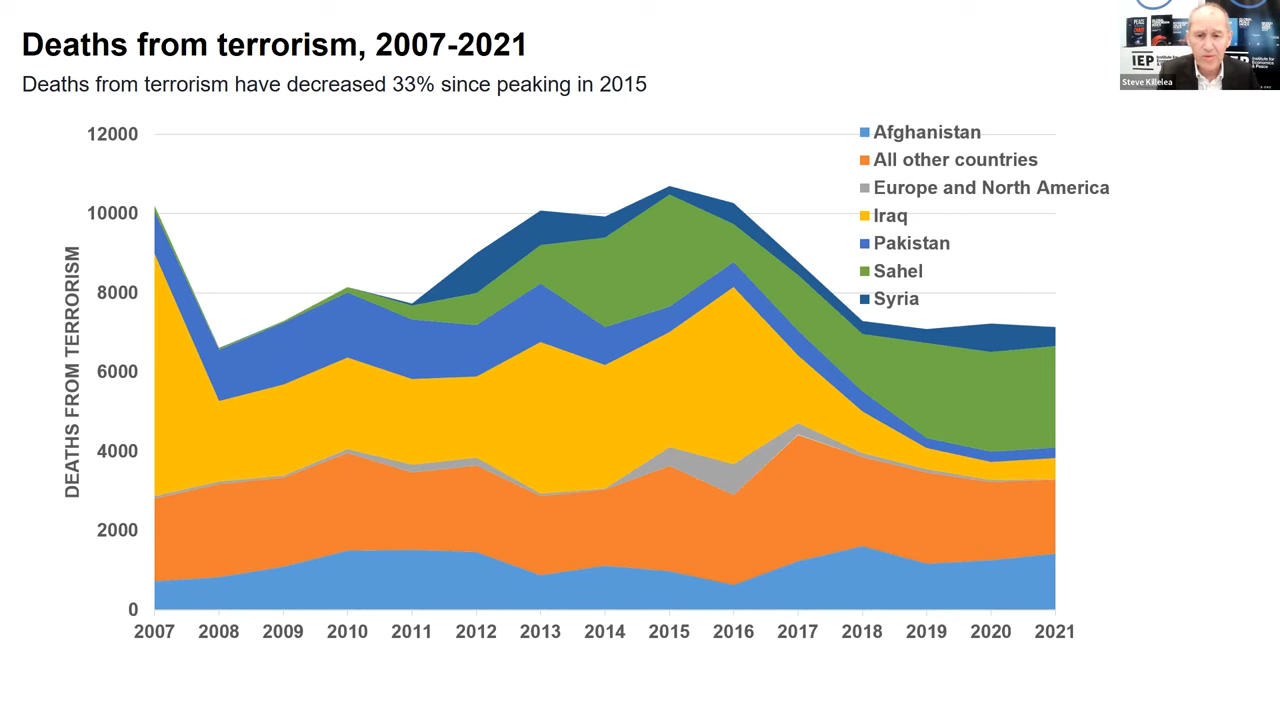 Deaths from terrorism, 2007-2021
Deaths from terrorism have decreased 33% since peaking in 2015
IEP
Steve Killelea
DEATHS FROM TERRORISM
12000
10000
8000
6000
4000
2000
0
2007 2008 2009 2010 2011 2012 2013 2014 2015 2016 2017 2018 2019 2020 2021
Afghanistan
All other countries
Europe and North America
Iraq
Pakistan
Sahel
Syria